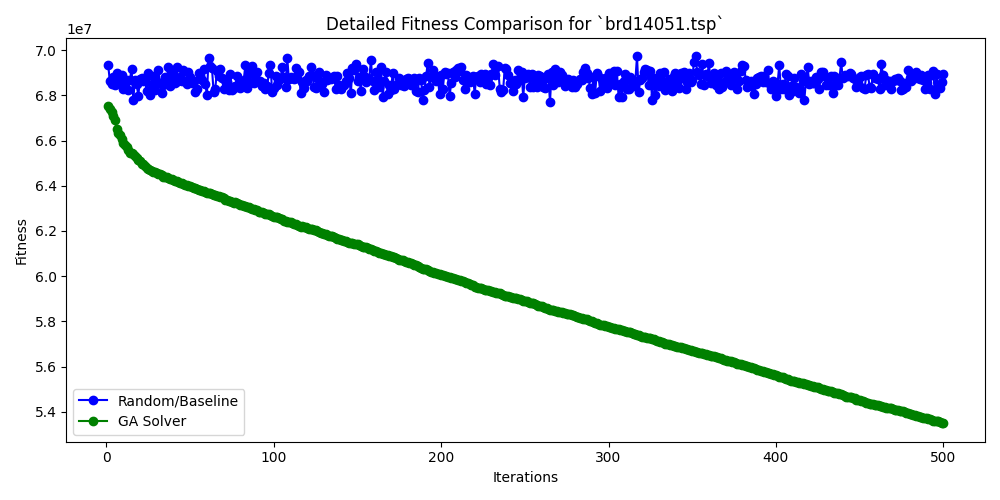 Detailed Fitness Comparison for `brd14051.tsp`
1e7
7.0
6.8
6.6
6.4
6.2
6.0
5.8
5.6
5.4
Fitness
Random/Baseline
GA Solver
0 100 200 300 400 500
Iterations